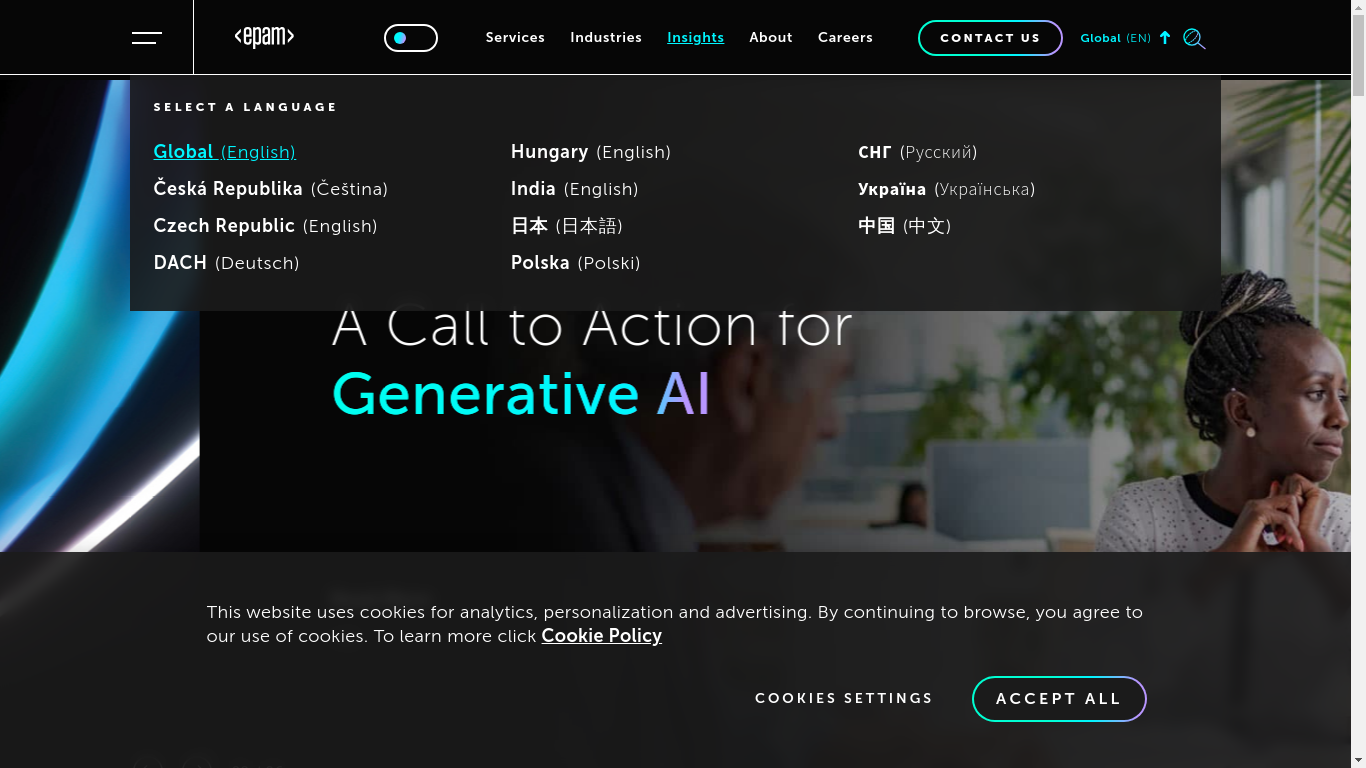 <epam>
Services
Industries
Insights
About
Careers
CONTACT US
Global (EN)
SELECT A LANGUAGE
Global (English)
Česká Republika (Čeština)
Czech Republic (English)
DACH (Deutsch)
Hungary (English)
India (English)
日本 (日本語)
Polska (Polski)
СНГ (Русский)
Україна (Українська)
中国 (中文)
A Call to Action for
Generative AI
This website uses cookies for analytics, personalization and advertising. By continuing to browse, you agree to
our use of cookies. To learn more click Cookie Policy
COOKIES SETTINGS
ACCEPT ALL